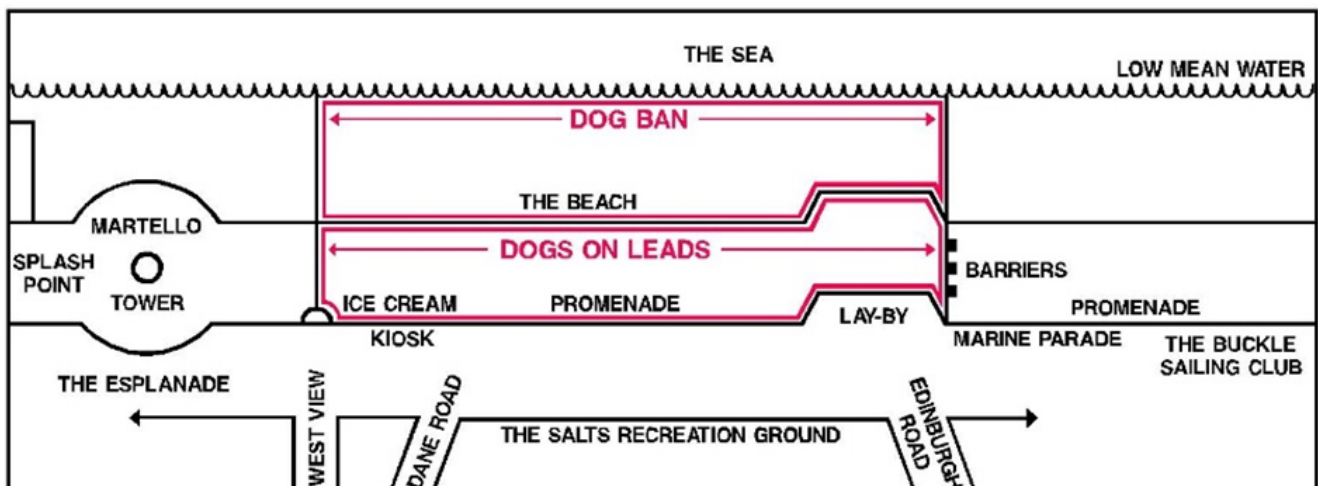 THE SEA
LOW MEAN WATER
DOG BAN
THE BEACH
MARTELLO
TOWER
SPLASH
POINT
DOGS ON LEADS
BARRIERS
ICE CREAM
KIOSK
PROMENADE
LAY-BY
PROMENADE
MARINE PARADE
THE BUCKLE
SAILING CLUB
THE ESPLANADE
WEST VIEW
DANE ROAD
THE SALTS RECREATION GROUND
EDINBURGH
ROAD